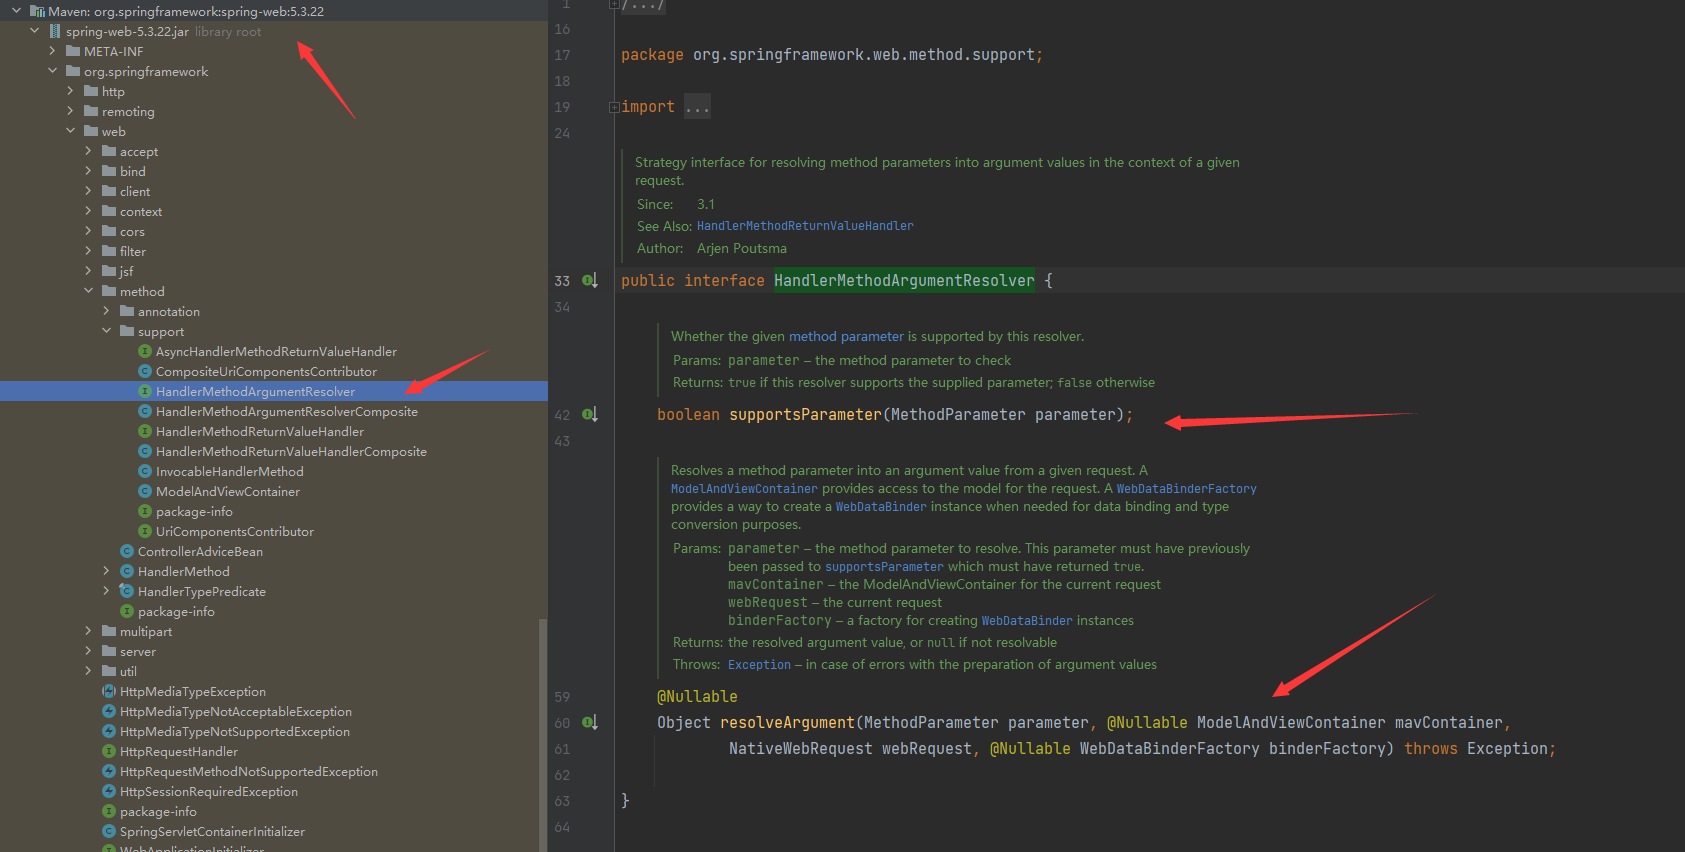 Maven: org.springframework:spring-web:5.3.22
spring-web-5.3.22.jar library root
META-INF
org.springframework
http
remoting
web
accept
bind
client
context
cors
filter
jsf
method
annotation
support
AsyncHandlerMethodReturnValueHandler
CompositeUriComponentsContributor
HandlerMethodArgumentResolver
HandlerMethodArgumentResolverComposite
HandlerMethodReturnValueHandler
HandlerMethodReturnValueHandlerComposite
InvocableHandlerMethod
ModelAndViewContainer
package-info
UriComponentsContributor
ControllerAdviceBean
HandlerMethod
HandlerTypePredicate
package-info
multipart
server
util
HttpMediaTypeException
HttpMediaTypeNotAcceptableException
HttpMediaTypeNotSupportedException
HttpRequestHandler
HttpRequestMethodNotSupportedException
HttpSessionRequiredException
package-info
SpringServletContainerInitializer
WebApplicationInitializer
1 /.../
16
17 package org.springframework.web.method.support;
18
19 import ...
24
Strategy interface for resolving method parameters into argument values in the context of a given
request.
Since: 3.1
See Also: HandlerMethodReturnValueHandler
Author: Arjen Poutsma
33 public interface HandlerMethodArgumentResolver {
34
Whether the given method parameter is supported by this resolver.
Params: parameter – the method parameter to check
Returns: true if this resolver supports the supplied parameter; false otherwise
42 boolean supportsParameter(MethodParameter parameter);
43
Resolves a method parameter into an argument value from a given request. A
ModelAndViewContainer provides access to the model for the request. A WebDataBinderFactory
provides a way to create a WebDataBinder instance when needed for data binding and type
conversion purposes.
Params: parameter – the method parameter to resolve. This parameter must have previously
been passed to supportsParameter which must have returned true.
mavContainer – the ModelAndViewContainer for the current request
webRequest – the current request
binderFactory – a factory for creating WebDataBinder instances
Returns: the resolved argument value, or null if not resolvable
Throws: Exception – in case of errors with the preparation of argument values
59 @Nullable
60 Object resolveArgument(MethodParameter parameter, @Nullable ModelAndViewContainer mavContainer,
61 NativeWebRequest webRequest, @Nullable WebDataBinderFactory binderFactory) throws Exception;
62
63 }
64